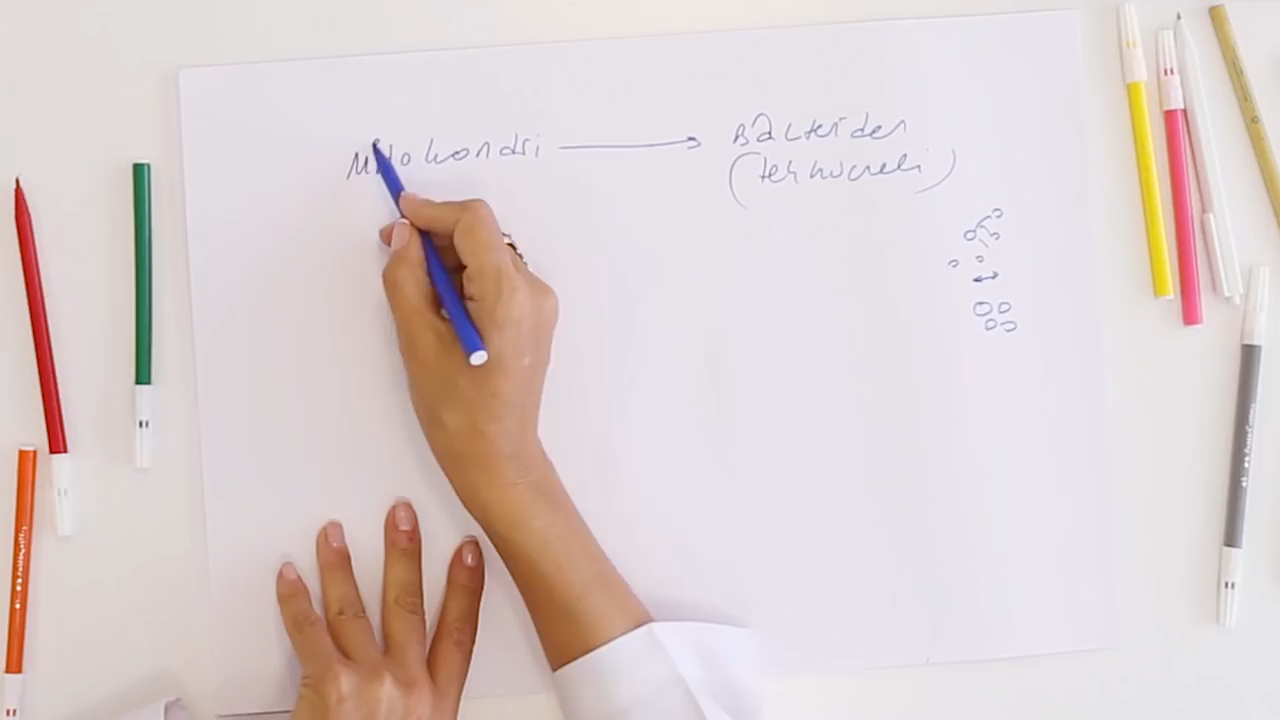 Mitokondri → Bakteriden
(tek hücreli)